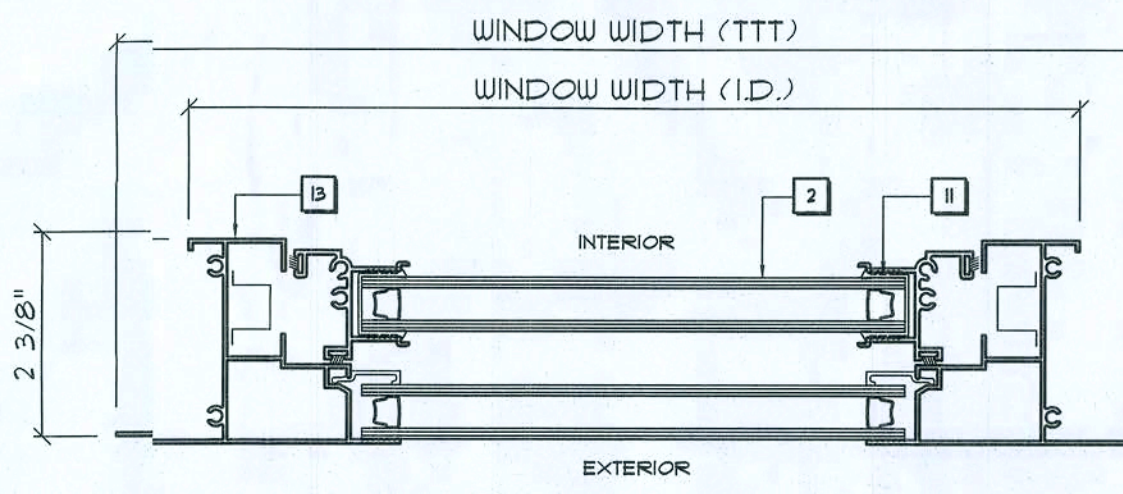 WINDOW WIDTH (TTT)
WINDOW WIDTH (I.D.)
13
2
11
INTERIOR
2 3/8"
EXTERIOR